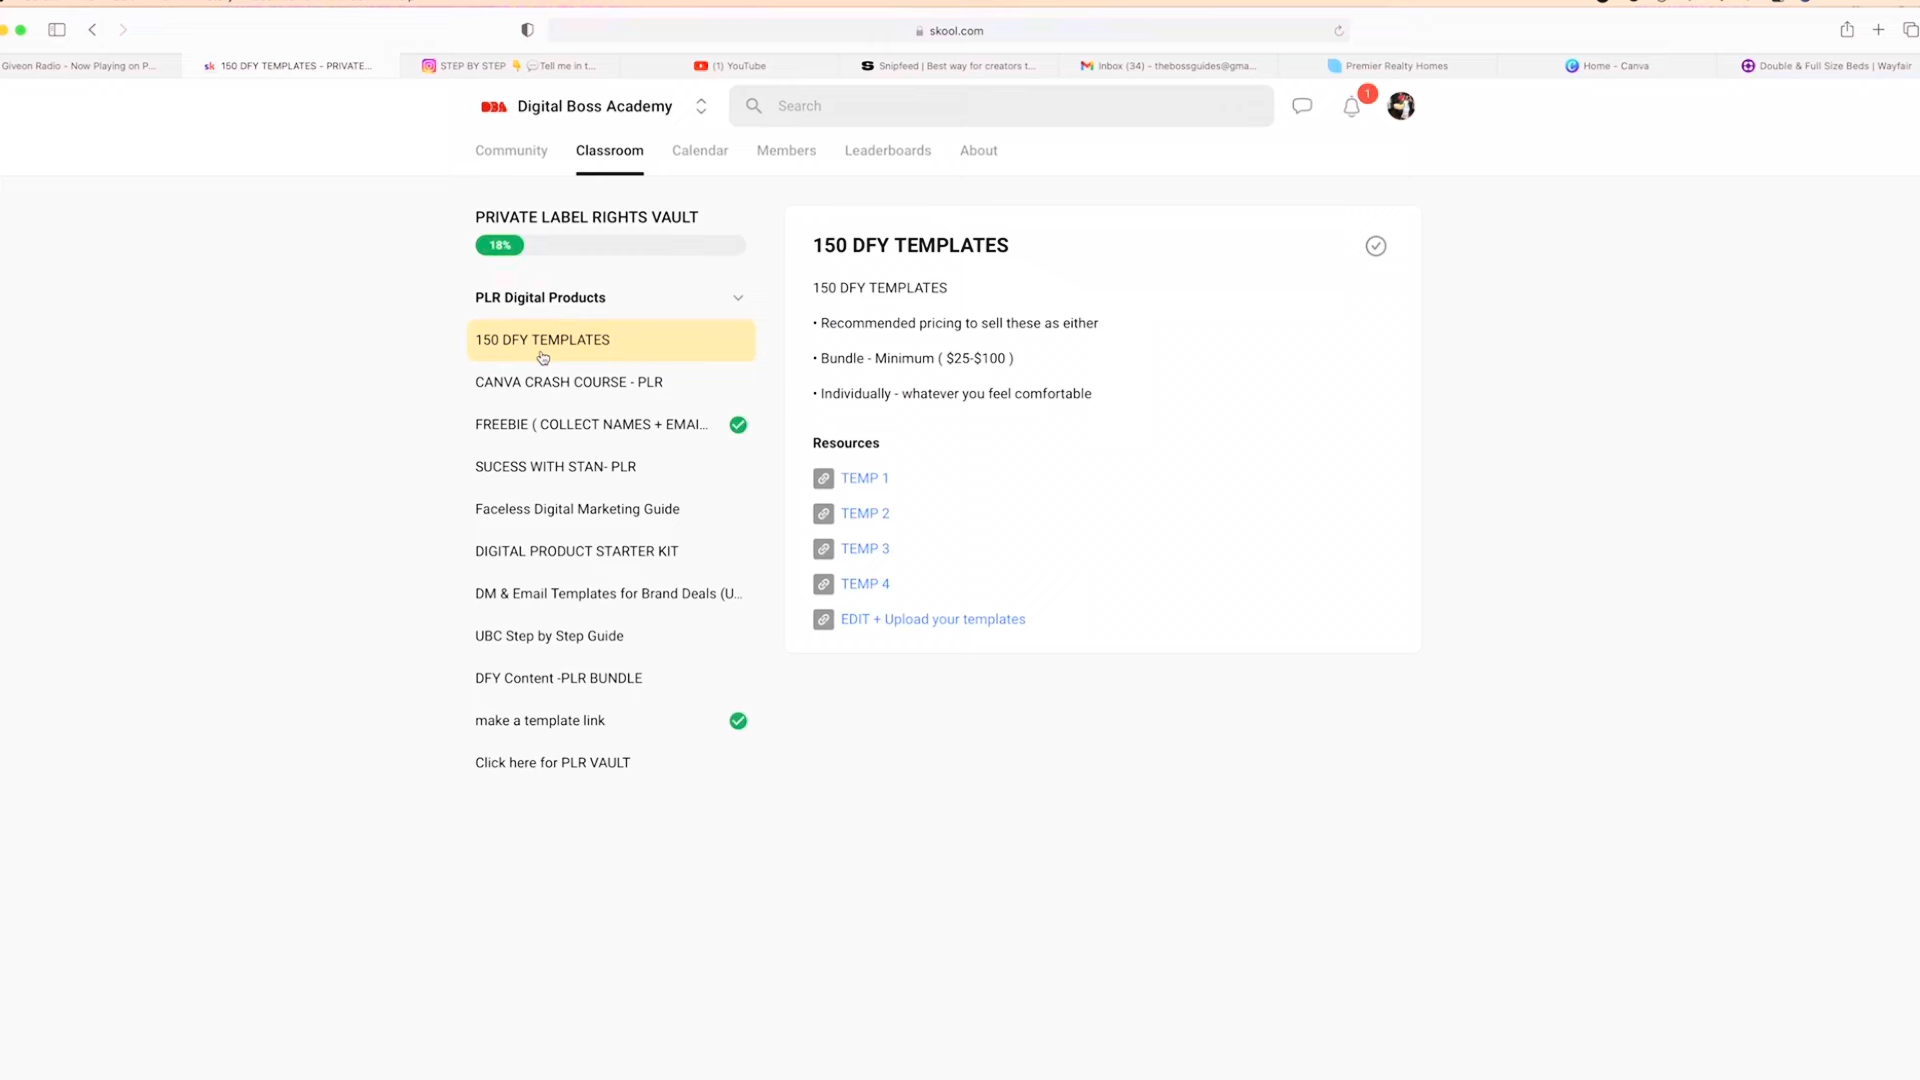 skool.com
Giveon Radio - Now Playing on P...
sk 150 DFY TEMPLATES - PRIVATE...
STEP BY STEP 👇 💬Tell me in t...
(1) YouTube
S Snipfeed | Best way for creators t...
Inbox (34) - thebossguides@gma...
Premier Realty Homes
C Home - Canva
Double & Full Size Beds | Wayfair
DBA Digital Boss Academy
Search
1
Community
Classroom
Calendar
Members
Leaderboards
About
PRIVATE LABEL RIGHTS VAULT
18%
PLR Digital Products
150 DFY TEMPLATES
CANVA CRASH COURSE - PLR
FREEBIE ( COLLECT NAMES + EMAI...
SUCESS WITH STAN- PLR
Faceless Digital Marketing Guide
DIGITAL PRODUCT STARTER KIT
DM & Email Templates for Brand Deals (U...
UBC Step by Step Guide
DFY Content -PLR BUNDLE
make a template link
Click here for PLR VAULT
150 DFY TEMPLATES
150 DFY TEMPLATES
• Recommended pricing to sell these as either
• Bundle - Minimum ( $25-$100 )
• Individually - whatever you feel comfortable
Resources
TEMP 1
TEMP 2
TEMP 3
TEMP 4
EDIT + Upload your templates